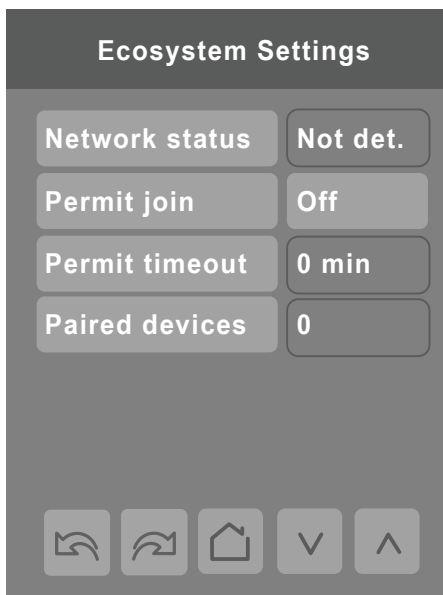 Ecosystem Settings
Network status Not det.
Permit join Off
Permit timeout 0 min
Paired devices 0